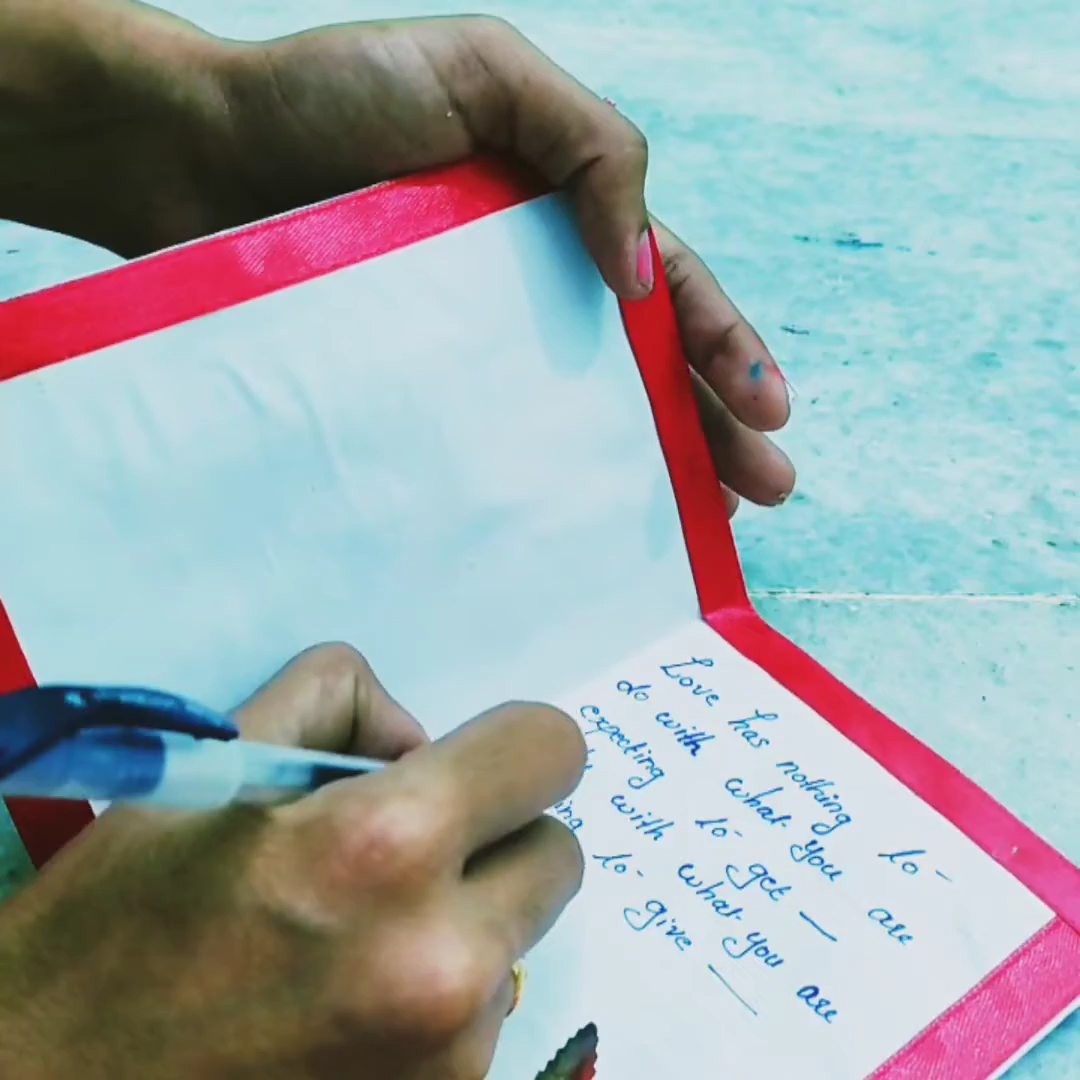 Love has nothing to-
do with what you are
expecting to get —
with what you are
to- give —